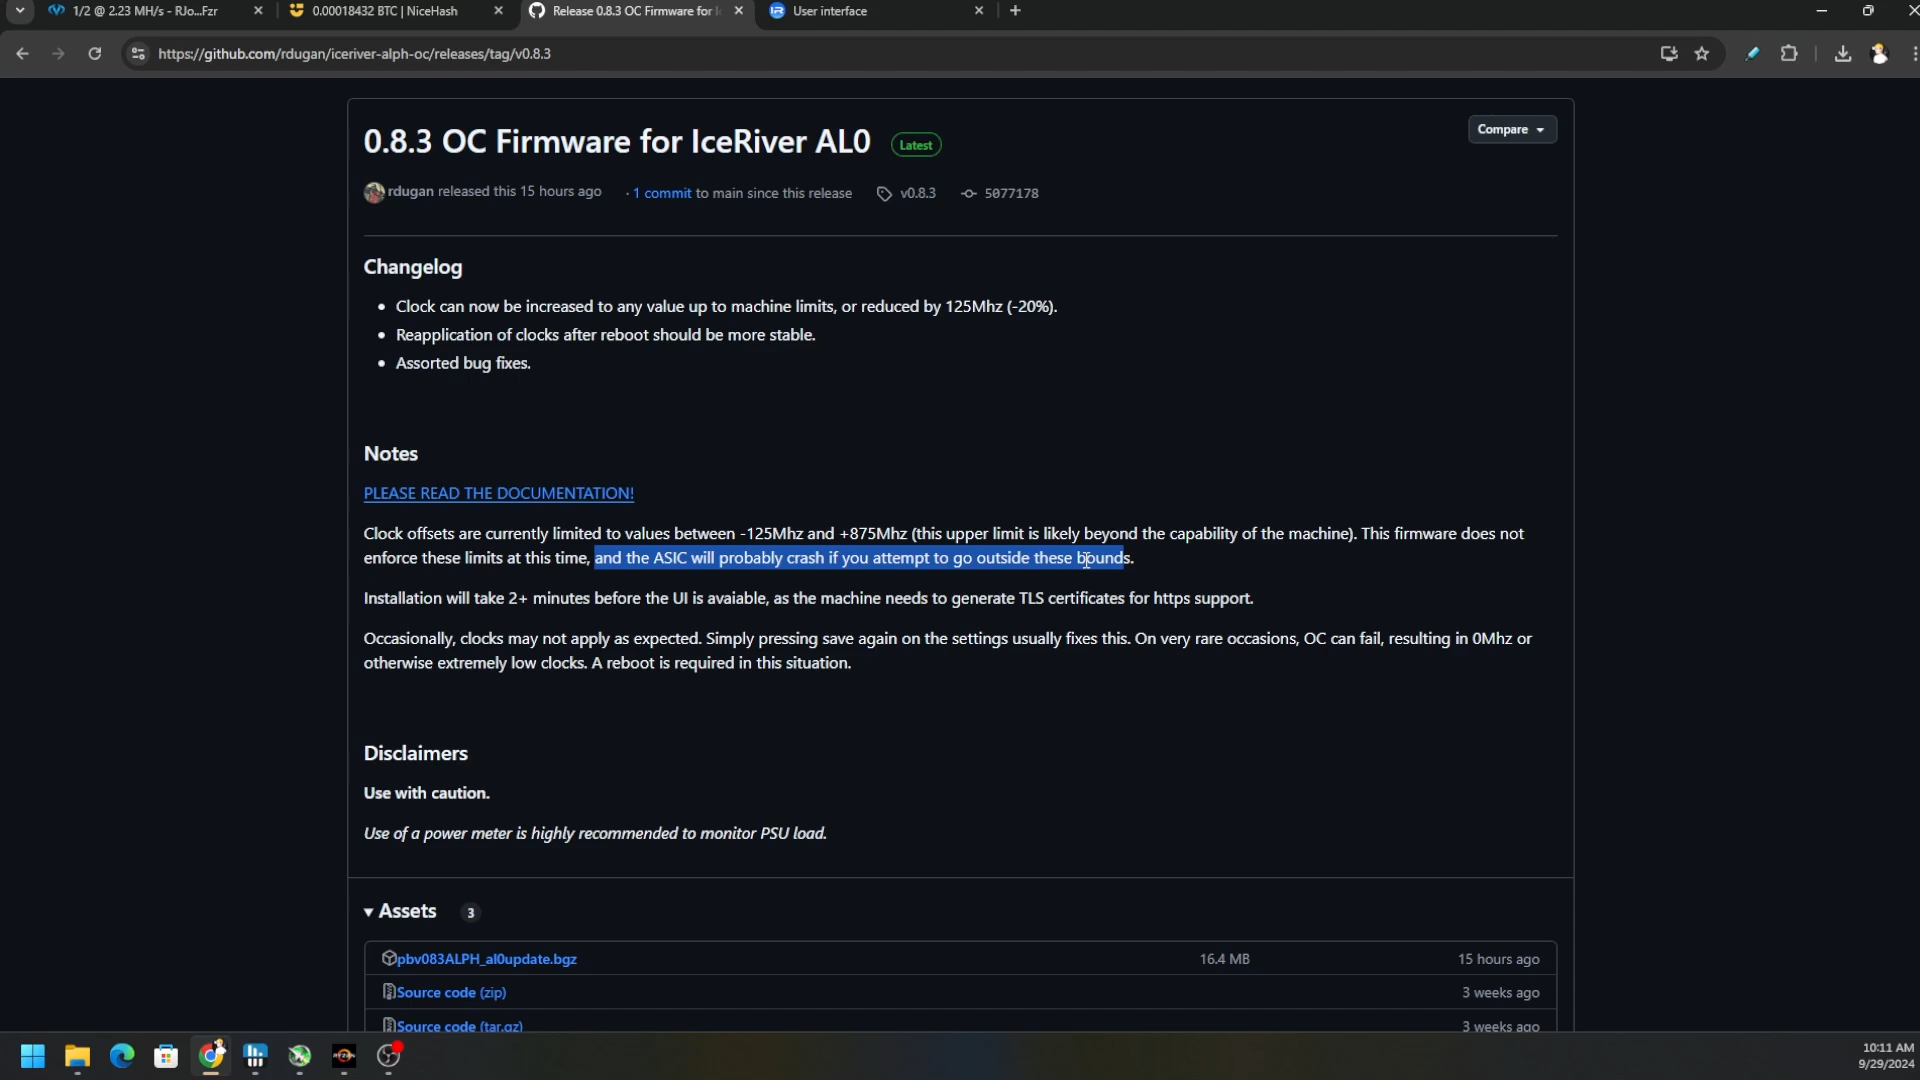 1/2 @ 2.23 MH/s - RJo...Fzr
0.00018432 BTC | NiceHash
Release 0.8.3 OC Firmware for I
User interface
https://github.com/rdugan/iceriver-alph-oc/releases/tag/v0.8.3
0.8.3 OC Firmware for IceRiver AL0
Latest
Compare
rdugan released this 15 hours ago
· 1 commit to main since this release
v0.8.3
5077178
Changelog
• Clock can now be increased to any value up to machine limits, or reduced by 125Mhz (-20%).
• Reapplication of clocks after reboot should be more stable.
• Assorted bug fixes.
Notes
PLEASE READ THE DOCUMENTATION!
Clock offsets are currently limited to values between -125Mhz and +875Mhz (this upper limit is likely beyond the capability of the machine). This firmware does not
enforce these limits at this time, and the ASIC will probably crash if you attempt to go outside these bounds.
Installation will take 2+ minutes before the UI is avaiable, as the machine needs to generate TLS certificates for https support.
Occasionally, clocks may not apply as expected. Simply pressing save again on the settings usually fixes this. On very rare occasions, OC can fail, resulting in 0Mhz or
otherwise extremely low clocks. A reboot is required in this situation.
Disclaimers
Use with caution.
Use of a power meter is highly recommended to monitor PSU load.
Assets 3
pbv083ALPH_al0update.bgz
16.4 MB
15 hours ago
Source code (zip)
3 weeks ago
Source code (tar.gz)
3 weeks ago
RYZEN
10:11 AM
9/29/2024